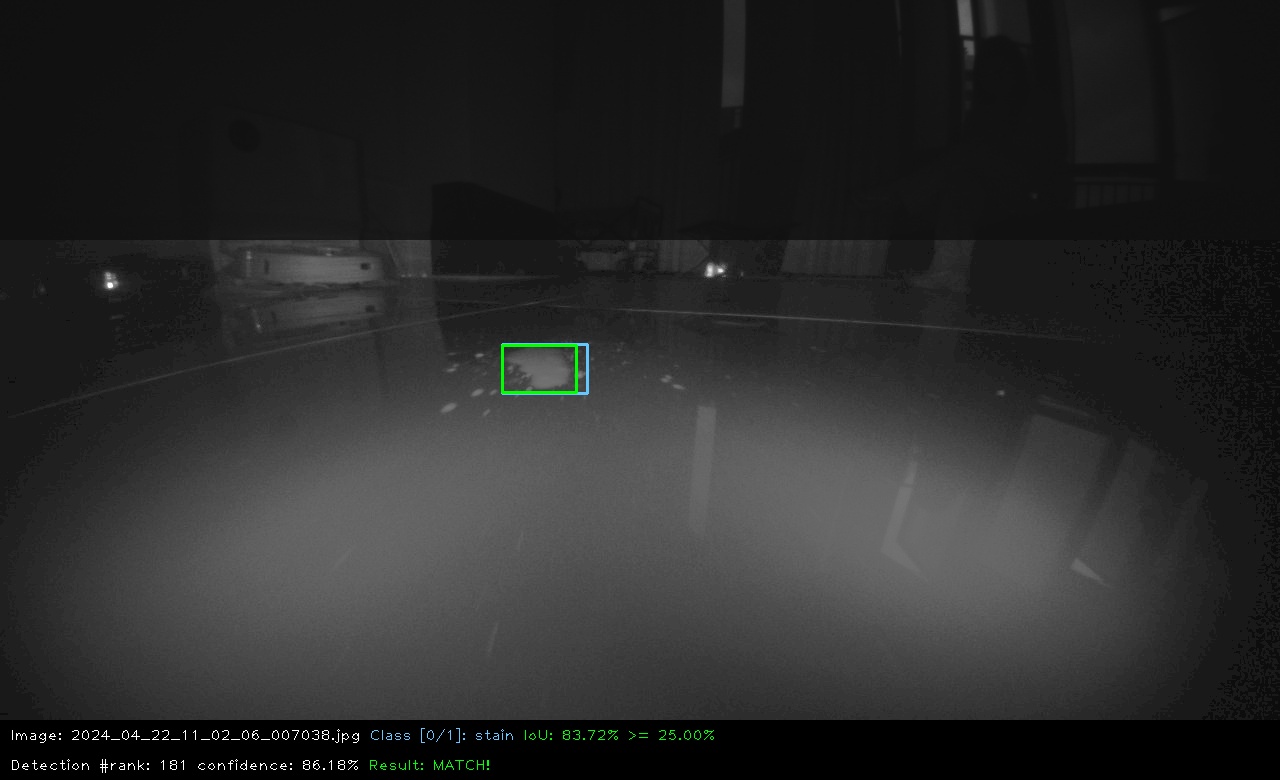 Image: 2024_04_22_11_02_06_007038.jpg Class [0/1]: stain IoU: 83.72% >= 25.00%
Detection #rank: 181 confidence: 86.18% Result: MATCH!